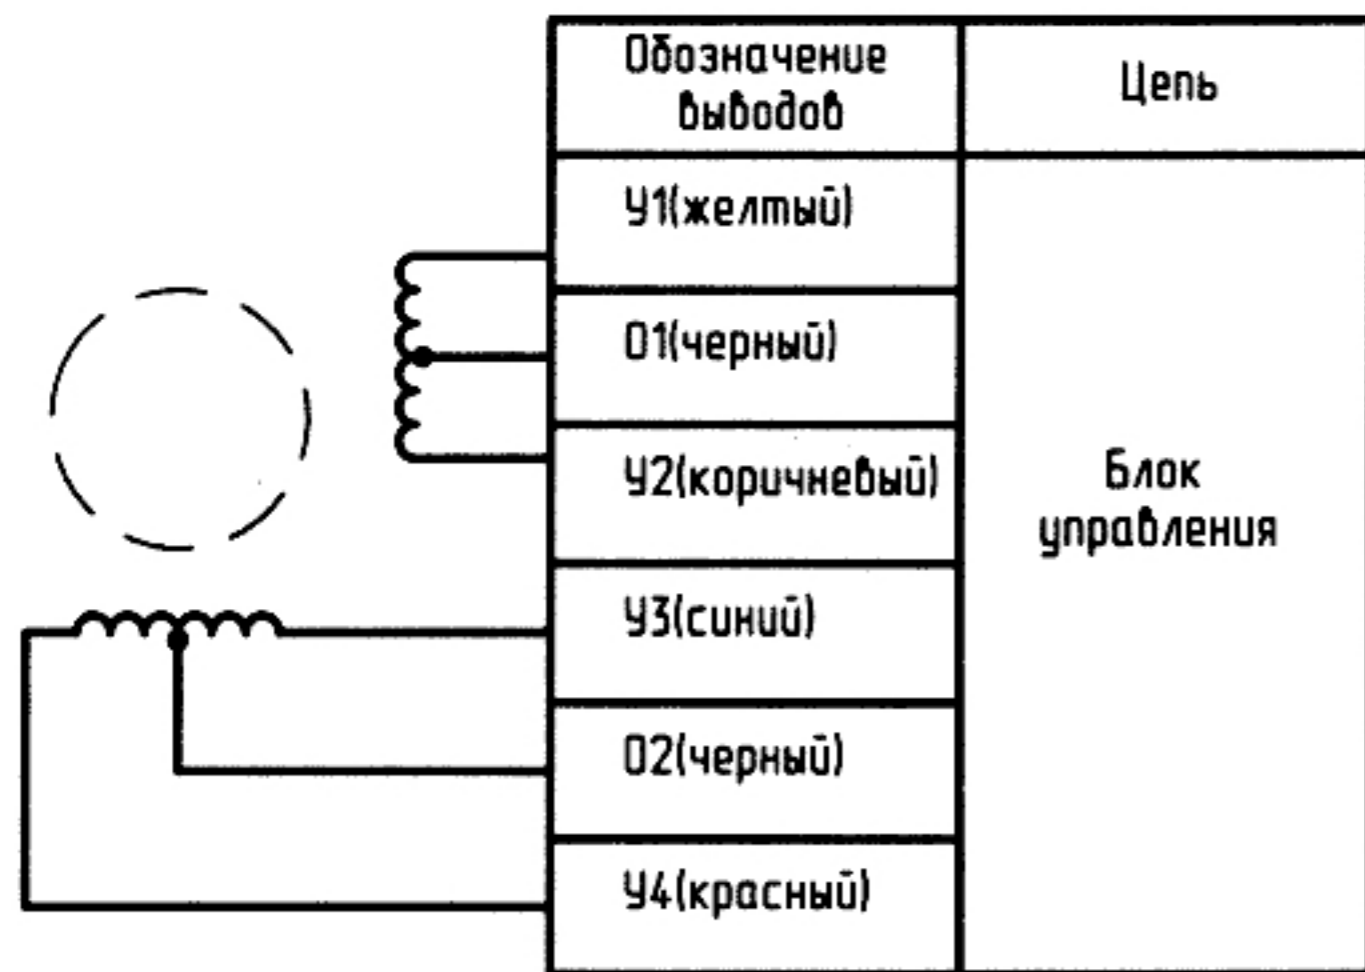 Обозначение
выводов
Цепь
У1(желтый)
О1(черный)
У2(коричневый)
Блок
управления
У3(синий)
О2(черный)
У4(красный)